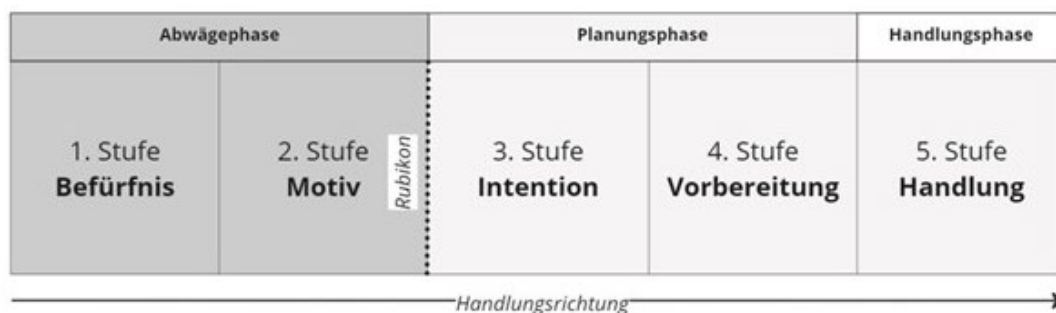 Abwägephase
Planungsphase
Handlungsphase
1. Stufe
Befürfnis
2. Stufe
Motiv
Rubikon
3. Stufe
Intention
4. Stufe
Vorbereitung
5. Stufe
Handlung
Handlungsrichtung